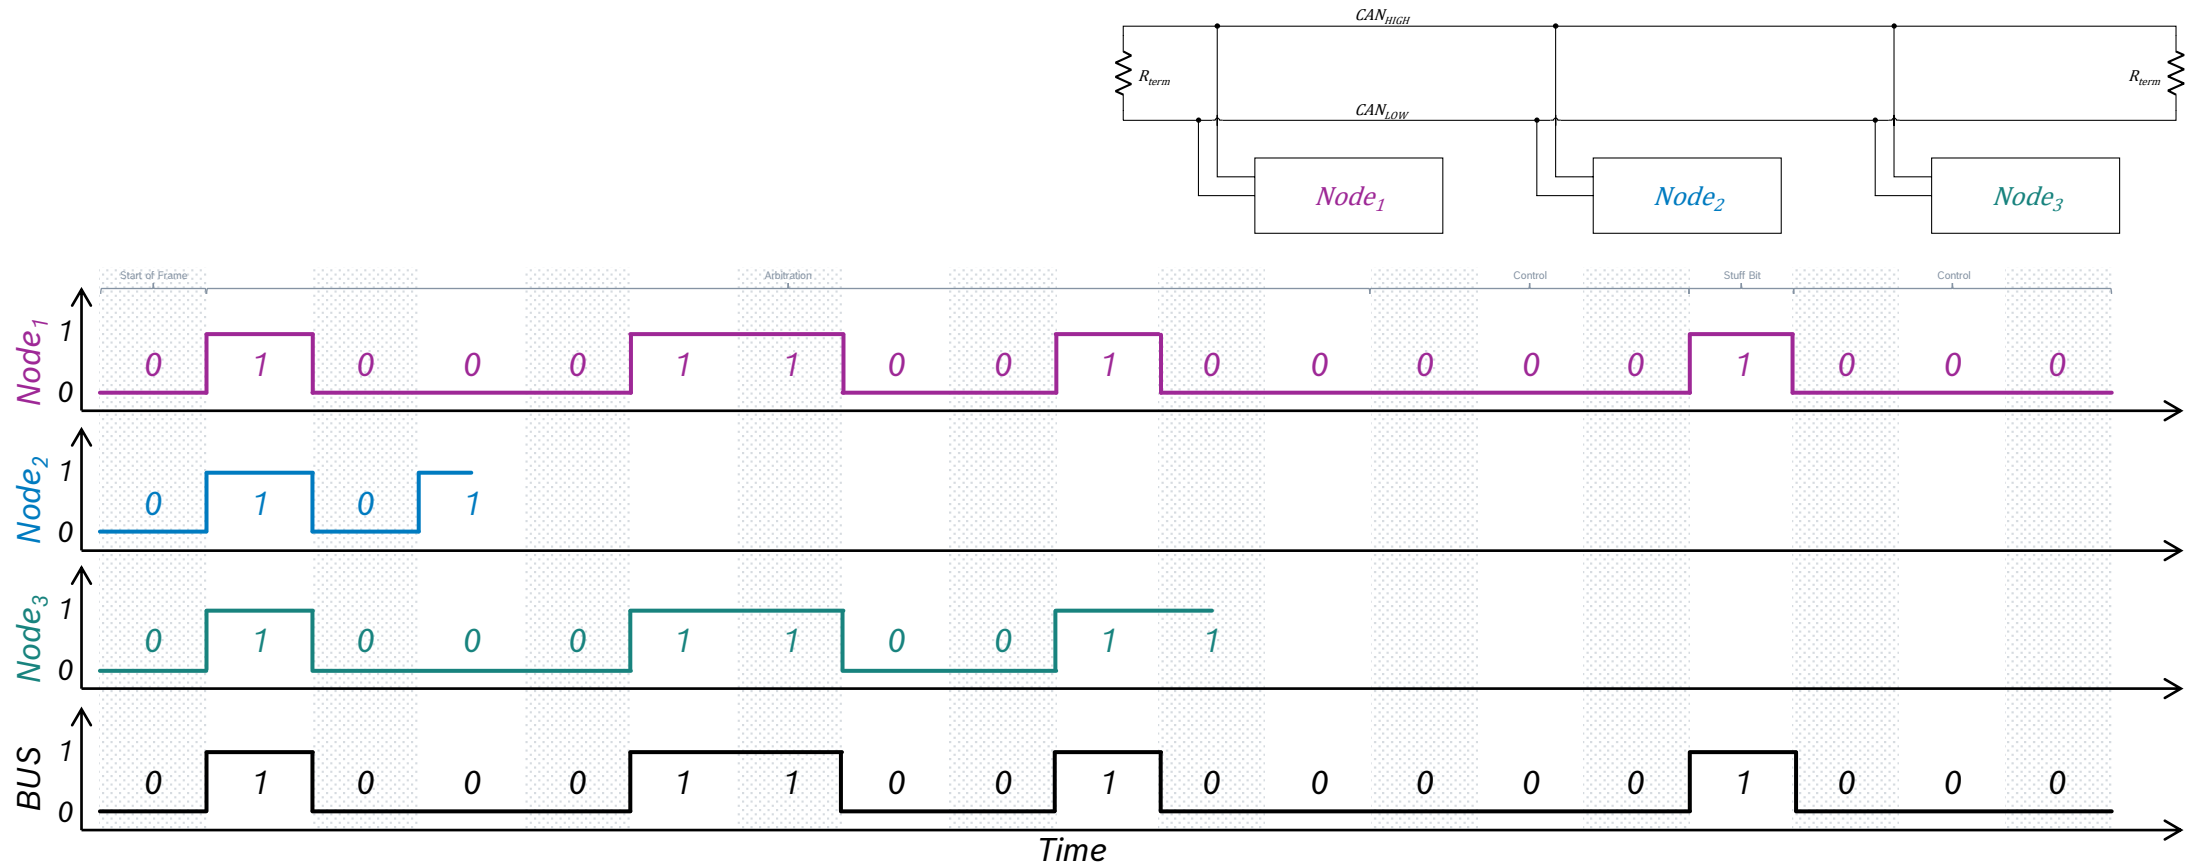 CAN_HIGH
R_term
R_term
CAN_LOW
Node_1
Node_2
Node_3
Start of Frame
Arbitration
Control
Stuff Bit
Control
Node_1
1
0
0 1 0 0 0 1 1 0 0 1 0 0 0 0 0 1 0 0 0
Node_2
1
0
0 1 0 1
Node_3
1
0
0 1 0 0 0 1 1 0 0 1 1
BUS
1
0
0 1 0 0 0 1 1 0 0 1 0 0 0 0 0 1 0 0 0
Time